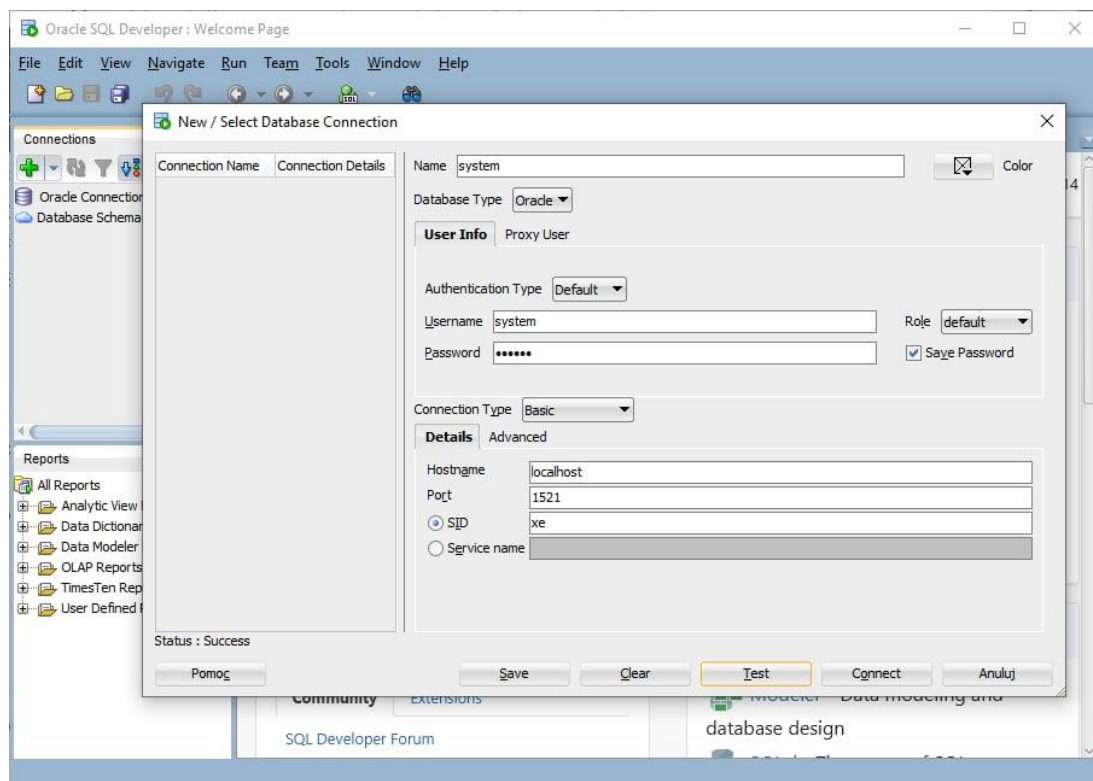 Oracle SQL Developer : Welcome Page
File Edit View Navigate Run Team Tools Window Help
Connections
Oracle Connection
Database Schema
Reports
All Reports
Analytic View
Data Dictionar
Data Modeler
OLAP Reports
TimesTen Rep
User Defined
New / Select Database Connection
Connection Name Connection Details
Name system Color
Database Type Oracle
User Info Proxy User
Authentication Type Default
Username system Role default
Password •••••• Save Password
Connection Type Basic
Details Advanced
Hostname localhost
Port 1521
SID xe
Service name
Status : Success
Pomoc Save Clear Test Connect Anuluj
14
Community Extensions
SQL Developer Forum
Modeler - Data modeling and
database design